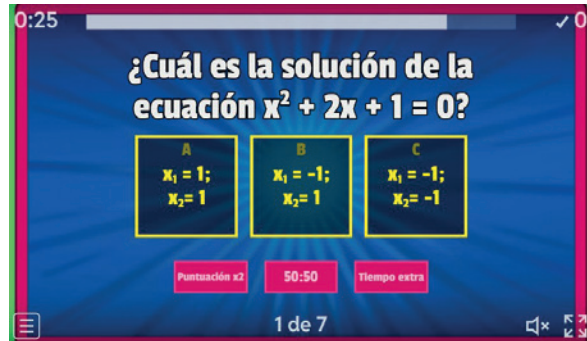 0:25
✓ 0
¿Cuál es la solución de la
ecuación x² + 2x + 1 = 0?
A
x₁ = 1;
x₂= 1
B
x₁ = -1;
x₂= 1
C
x₁ = -1;
x₂= -1
Puntuación x2
50:50
Tiempo extra
1 de 7